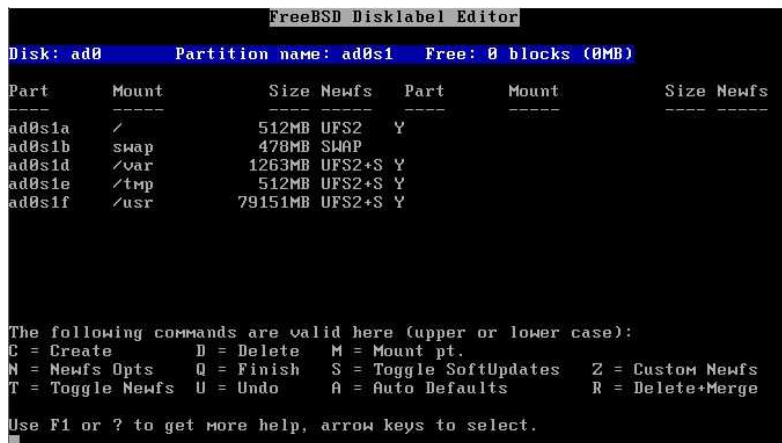 FreeBSD Disklabel Editor
Disk: ad0 Partition name: ad0s1 Free: 0 blocks (0MB)
Part Mount Size Newfs Part Mount Size Newfs
---- ----- ---- ----- ---- ----- ---- -----
ad0s1a / 512MB UFS2 Y
ad0s1b swap 478MB SWAP
ad0s1d /var 1263MB UFS2+S Y
ad0s1e /tmp 512MB UFS2+S Y
ad0s1f /usr 79151MB UFS2+S Y
The following commands are valid here (upper or lower case):
C = Create D = Delete M = Mount pt.
N = Newfs Opts Q = Finish S = Toggle SoftUpdates Z = Custom Newfs
T = Toggle Newfs U = Undo A = Auto Defaults R = Delete+Merge
Use F1 or ? to get more help, arrow keys to select.